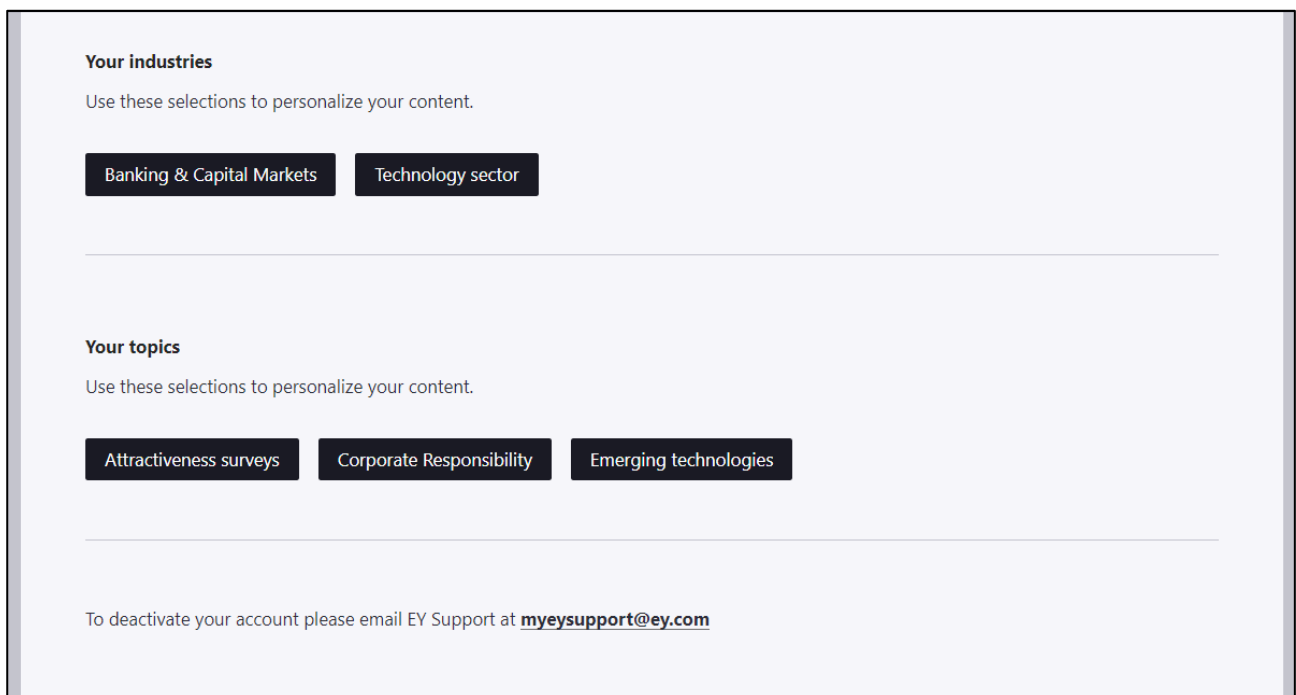 Your industries
Use these selections to personalize your content.
Banking & Capital Markets Technology sector
Your topics
Use these selections to personalize your content.
Attractiveness surveys Corporate Responsibility Emerging technologies
To deactivate your account please email EY Support at myeysupport@ey.com